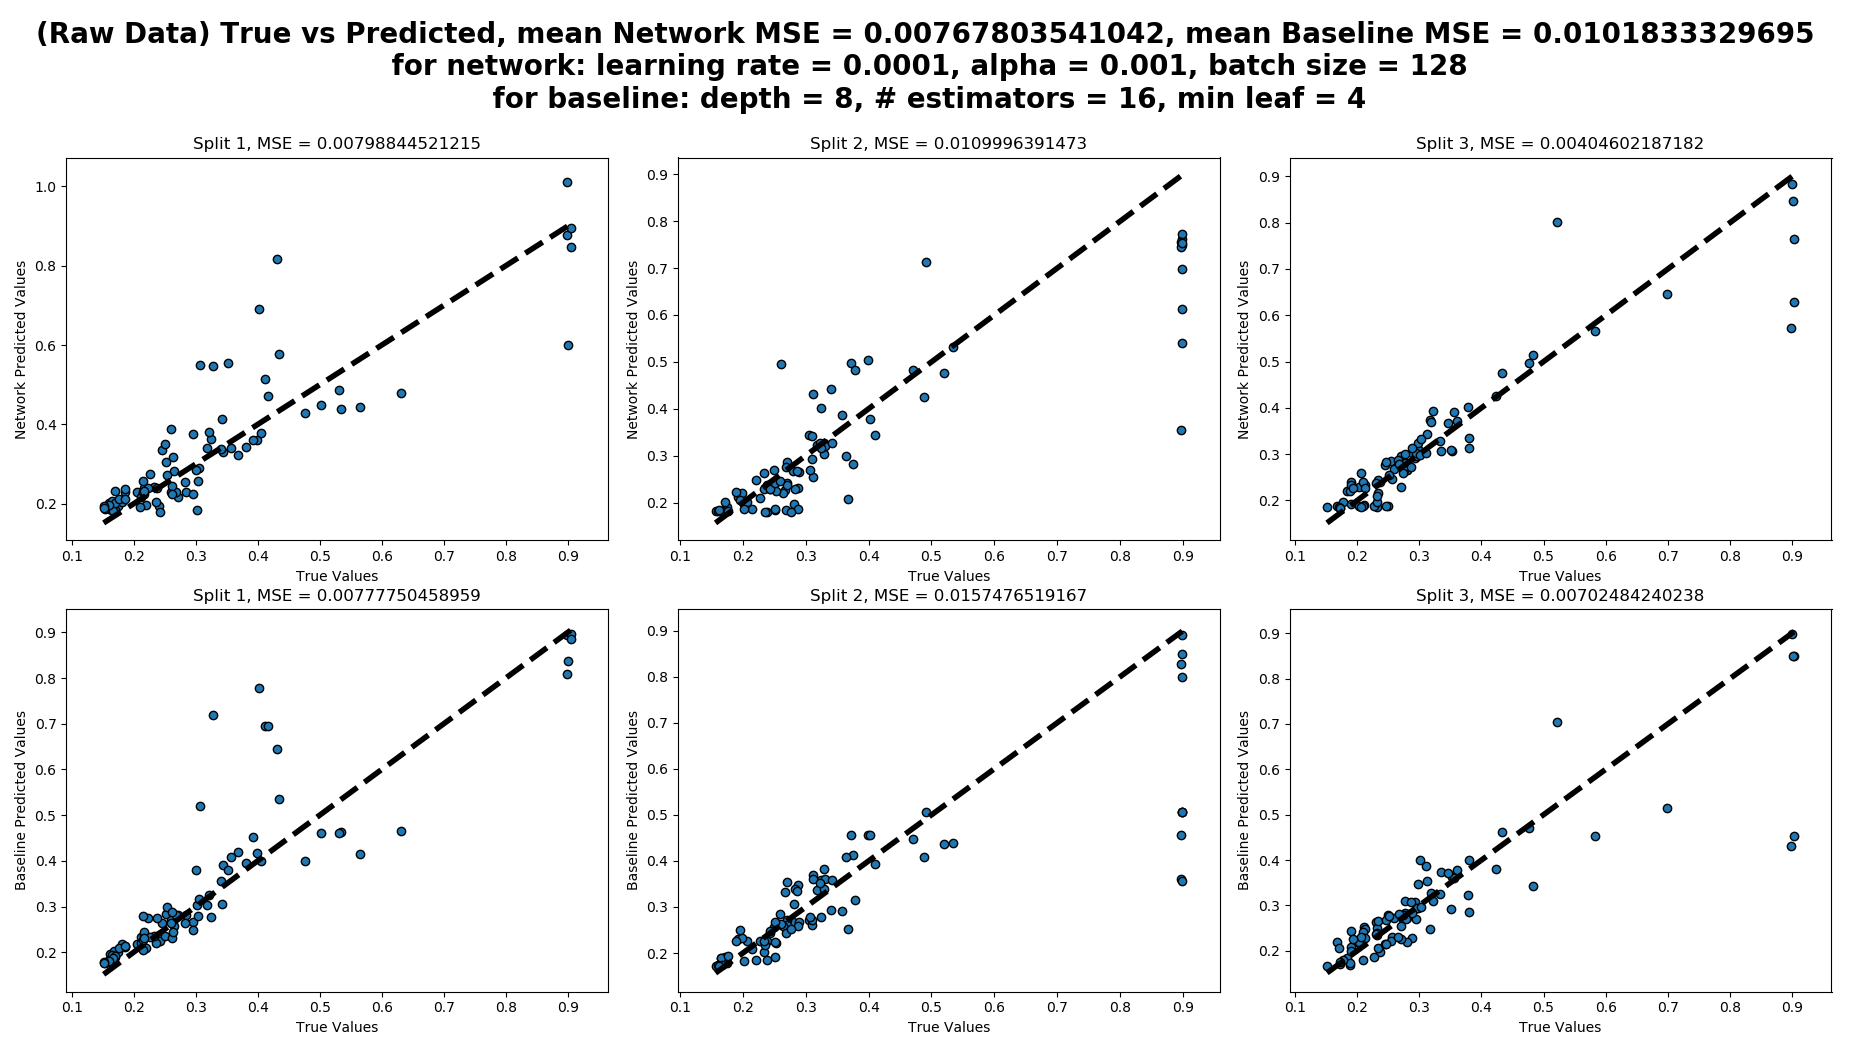 (Raw Data) True vs Predicted, mean Network MSE = 0.00767803541042, mean Baseline MSE = 0.0101833329695
for network: learning rate = 0.0001, alpha = 0.001, batch size = 128
for baseline: depth = 8, # estimators = 16, min leaf = 4
Split 1, MSE = 0.00798844521215
Network Predicted Values
1.0
0.8
0.6
0.4
0.2
0.1 0.2 0.3 0.4 0.5 0.6 0.7 0.8 0.9
True Values
Split 2, MSE = 0.0109996391473
Network Predicted Values
0.9
0.8
0.7
0.6
0.5
0.4
0.3
0.2
0.1 0.2 0.3 0.4 0.5 0.6 0.7 0.8 0.9
True Values
Split 3, MSE = 0.00404602187182
Network Predicted Values
0.9
0.8
0.7
0.6
0.5
0.4
0.3
0.2
0.1 0.2 0.3 0.4 0.5 0.6 0.7 0.8 0.9
True Values
Split 1, MSE = 0.00777750458959
Baseline Predicted Values
0.9
0.8
0.7
0.6
0.5
0.4
0.3
0.2
0.1 0.2 0.3 0.4 0.5 0.6 0.7 0.8 0.9
True Values
Split 2, MSE = 0.0157476519167
Baseline Predicted Values
0.9
0.8
0.7
0.6
0.5
0.4
0.3
0.2
0.1 0.2 0.3 0.4 0.5 0.6 0.7 0.8 0.9
True Values
Split 3, MSE = 0.00702484240238
Baseline Predicted Values
0.9
0.8
0.7
0.6
0.5
0.4
0.3
0.2
0.1 0.2 0.3 0.4 0.5 0.6 0.7 0.8 0.9
True Values